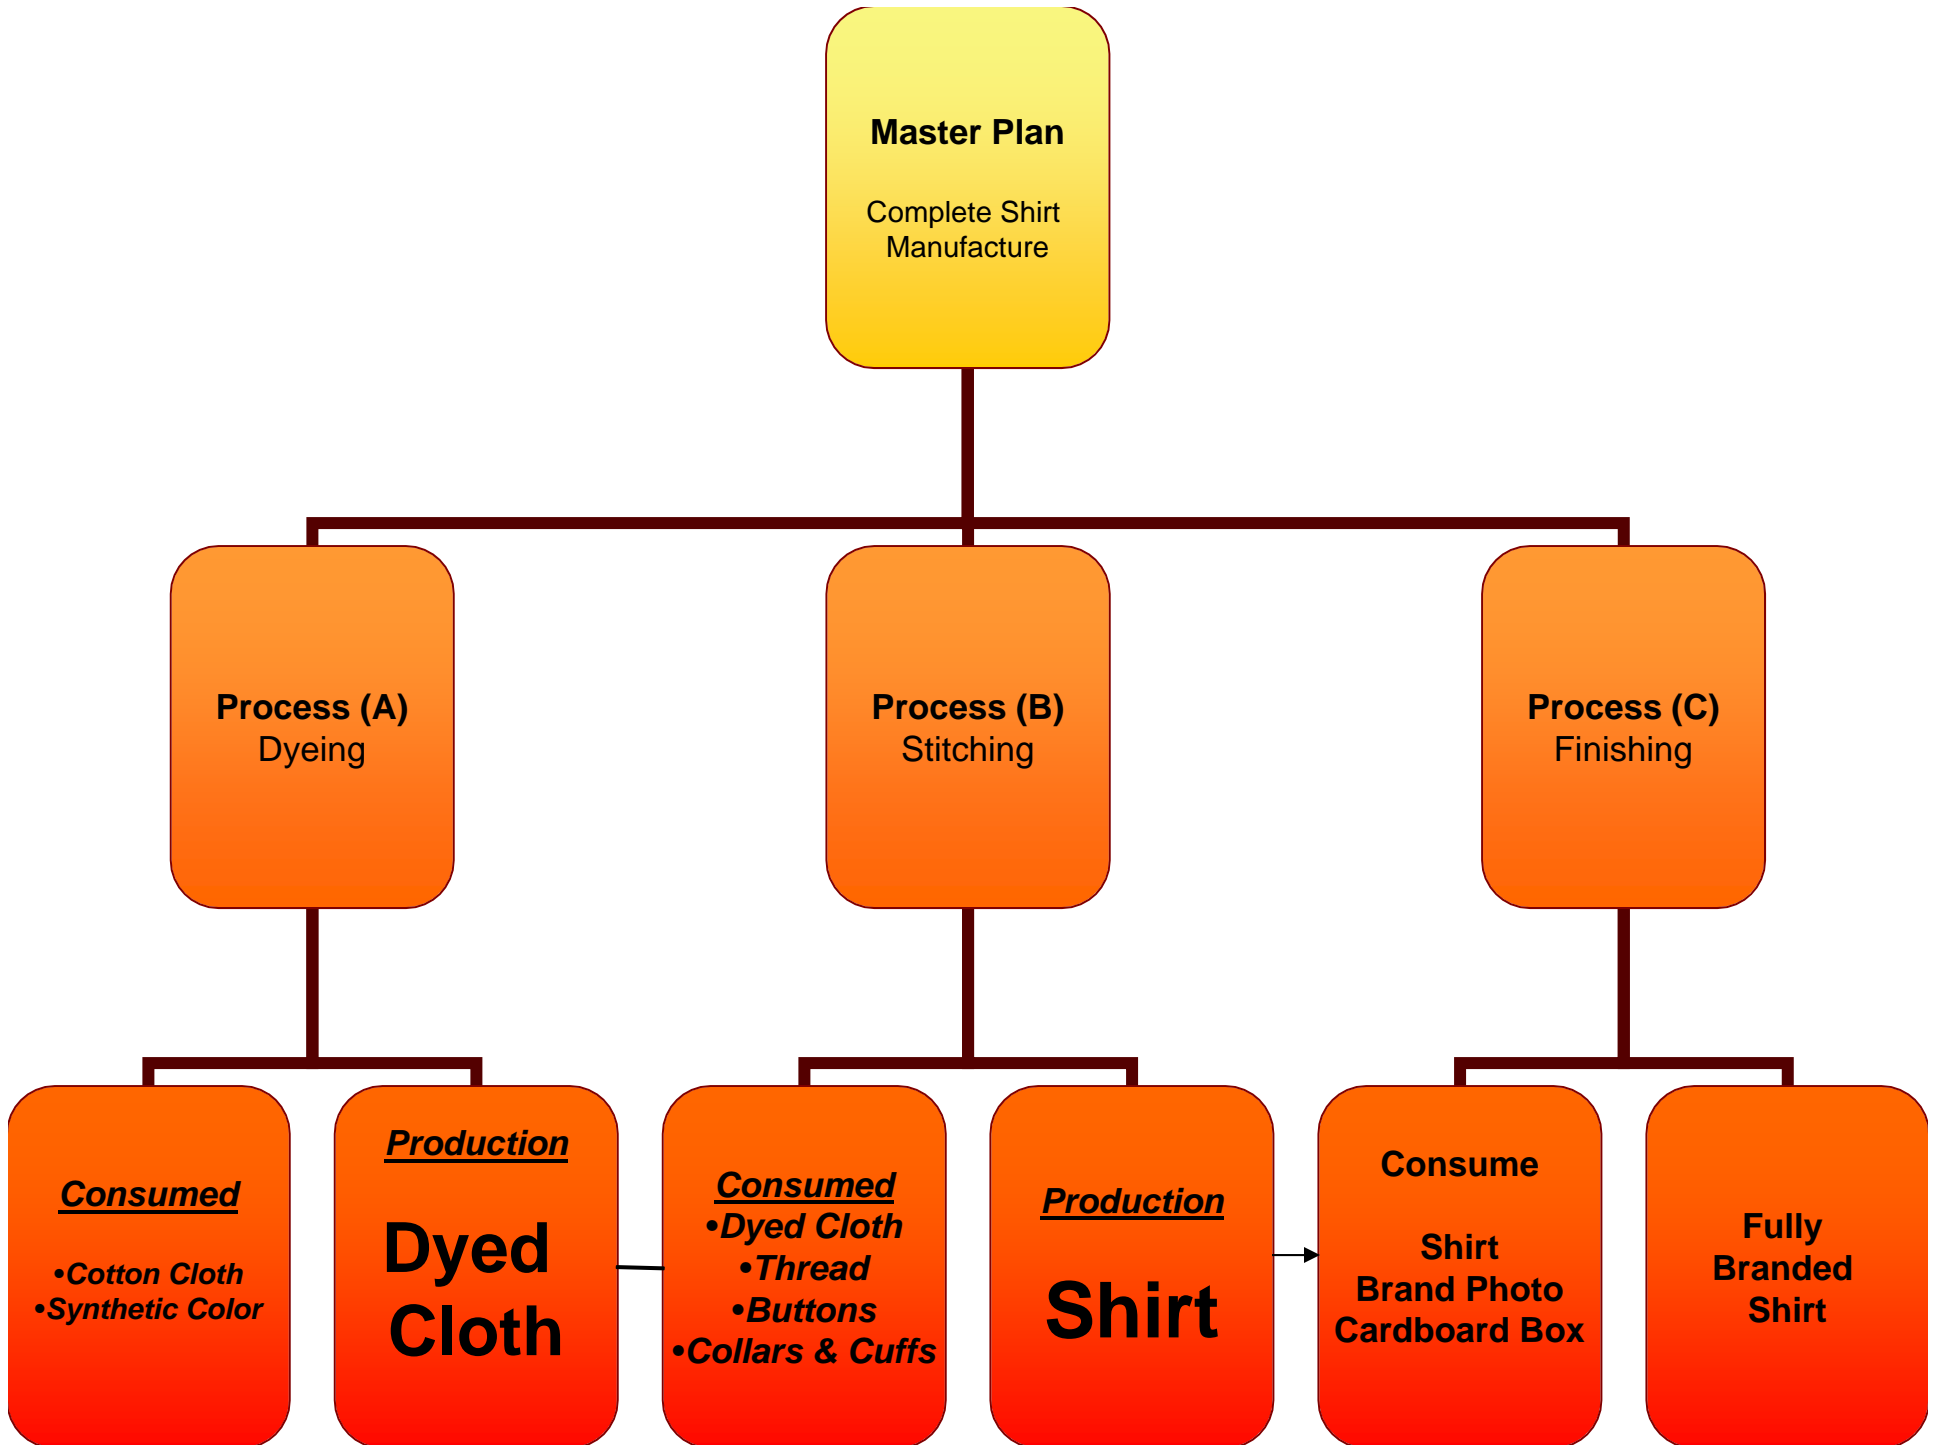 Master Plan
Complete Shirt
Manufacture
Process (A)
Dyeing
Process (B)
Stitching
Process (C)
Finishing
Consumed
•Cotton Cloth
•Synthetic Color
Production
Dyed
Cloth
Consumed
•Dyed Cloth
•Thread
•Buttons
•Collars & Cuffs
Production
Shirt
Consume
Shirt
Brand Photo
Cardboard Box
Fully
Branded
Shirt